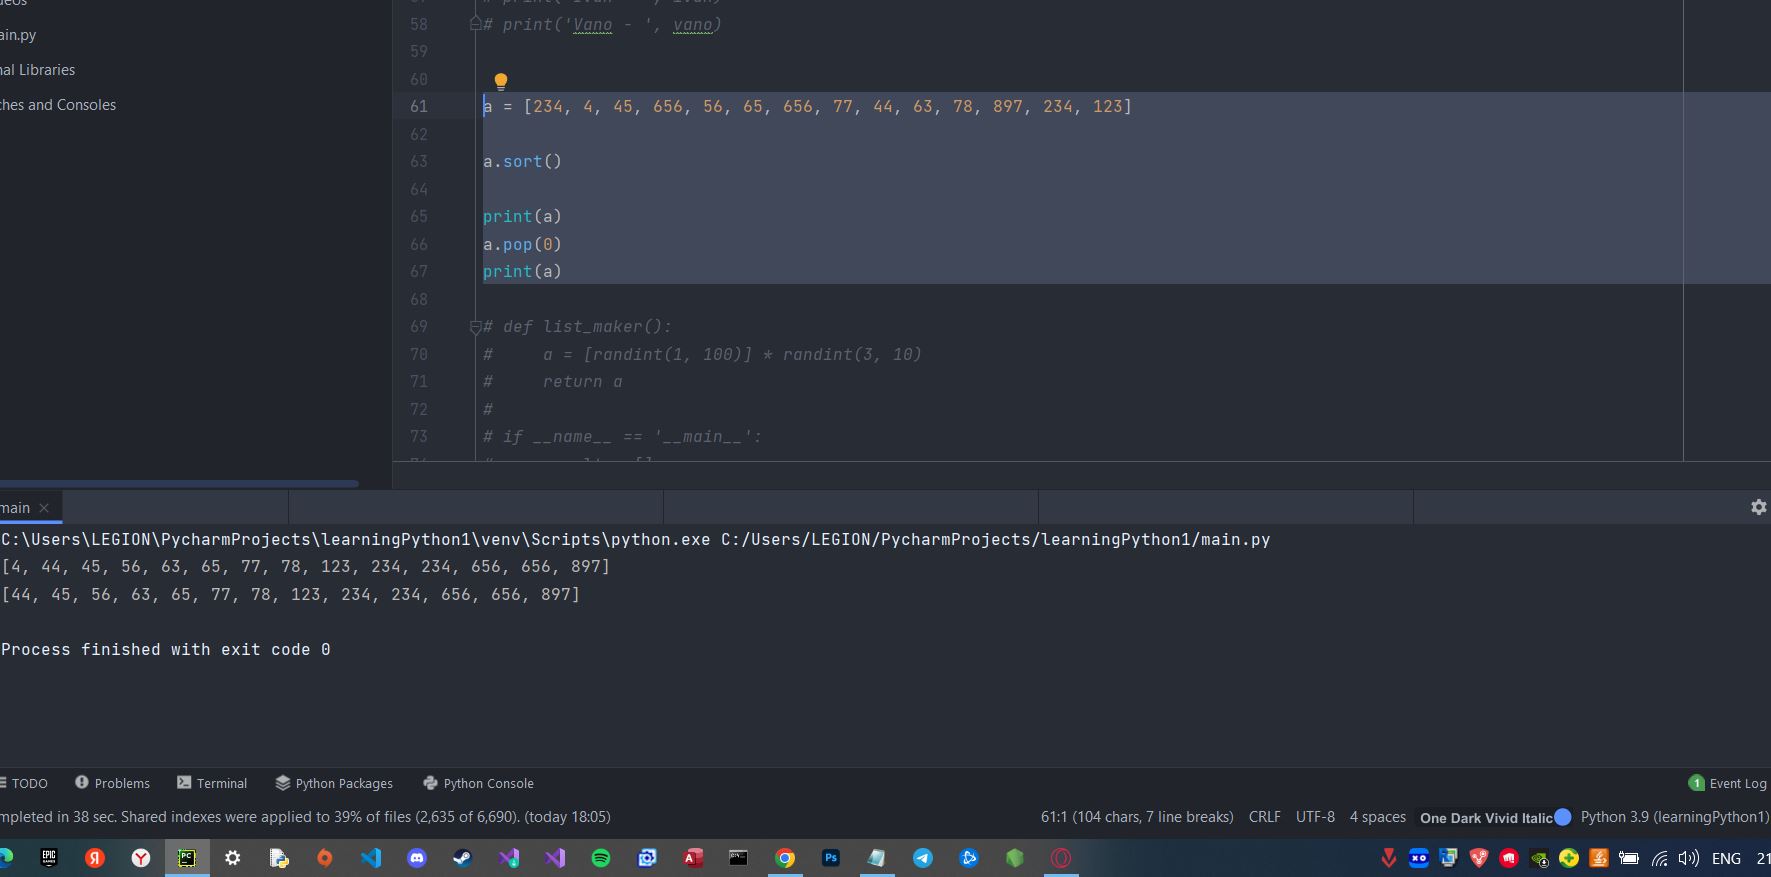 ain.py
nal Libraries
ches and Consoles
58 # print('Vano - ', vano)
59
60
61 a = [234, 4, 45, 656, 56, 65, 656, 77, 44, 63, 78, 897, 234, 123]
62
63 a.sort()
64
65 print(a)
66 a.pop(0)
67 print(a)
68
69 # def list_maker():
70 #     a = [randint(1, 100)] * randint(3, 10)
71 #     return a
72 #
73 # if __name__ == '__main__':
main
C:\Users\LEGION\PycharmProjects\learningPython1\venv\Scripts\python.exe C:/Users/LEGION/PycharmProjects/learningPython1/main.py
[4, 44, 45, 56, 63, 65, 77, 78, 123, 234, 234, 656, 656, 897]
[44, 45, 56, 63, 65, 77, 78, 123, 234, 234, 656, 656, 897]
Process finished with exit code 0
TODO Problems Terminal Python Packages Python Console 1 Event Log
mpleted in 38 sec. Shared indexes were applied to 39% of files (2,635 of 6,690). (today 18:05) 61:1 (104 chars, 7 line breaks) CRLF UTF-8 4 spaces One Dark Vivid Italic Python 3.9 (learningPython1)
EPIC GAMES Я Y PC A Ps XO ENG 21